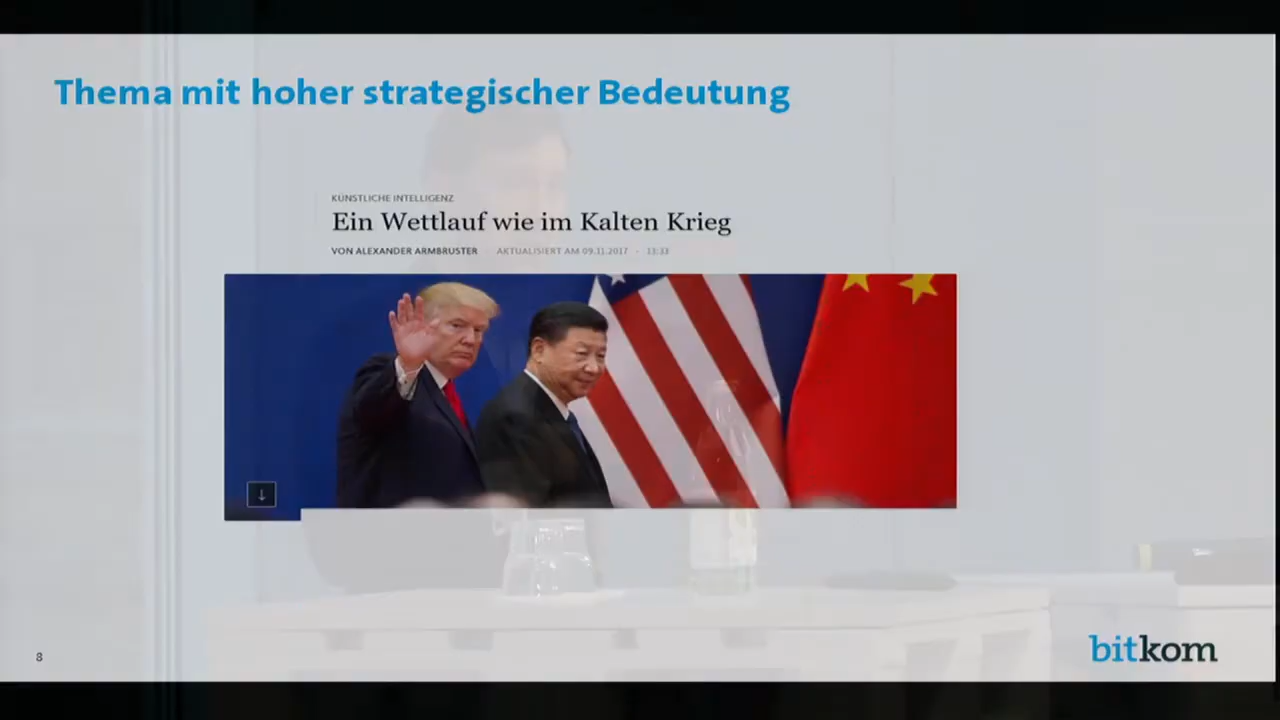 Thema mit hoher strategischer Bedeutung
KÜNSTLICHE INTELLIGENZ
Ein Wettlauf wie im Kalten Krieg
VON ALEXANDER ARMBRUSTER - AKTUALISIERT AM 09.11.2017 - 13:33
8
bitkom